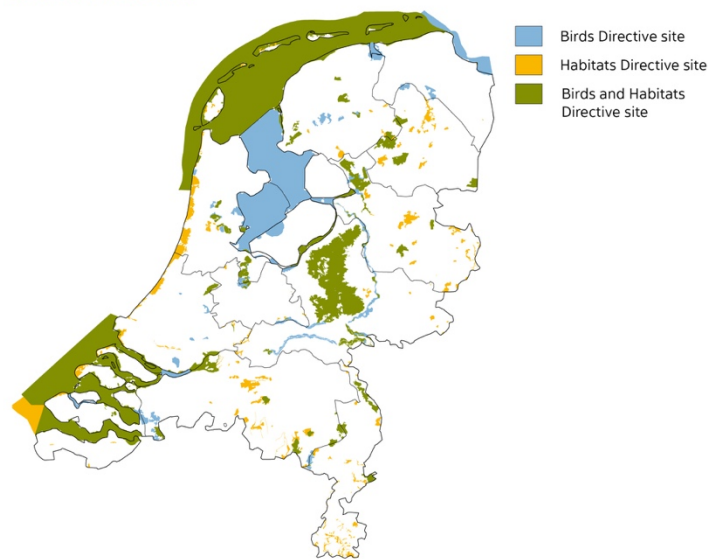 Birds Directive site
Habitats Directive site
Birds and Habitats
Directive site